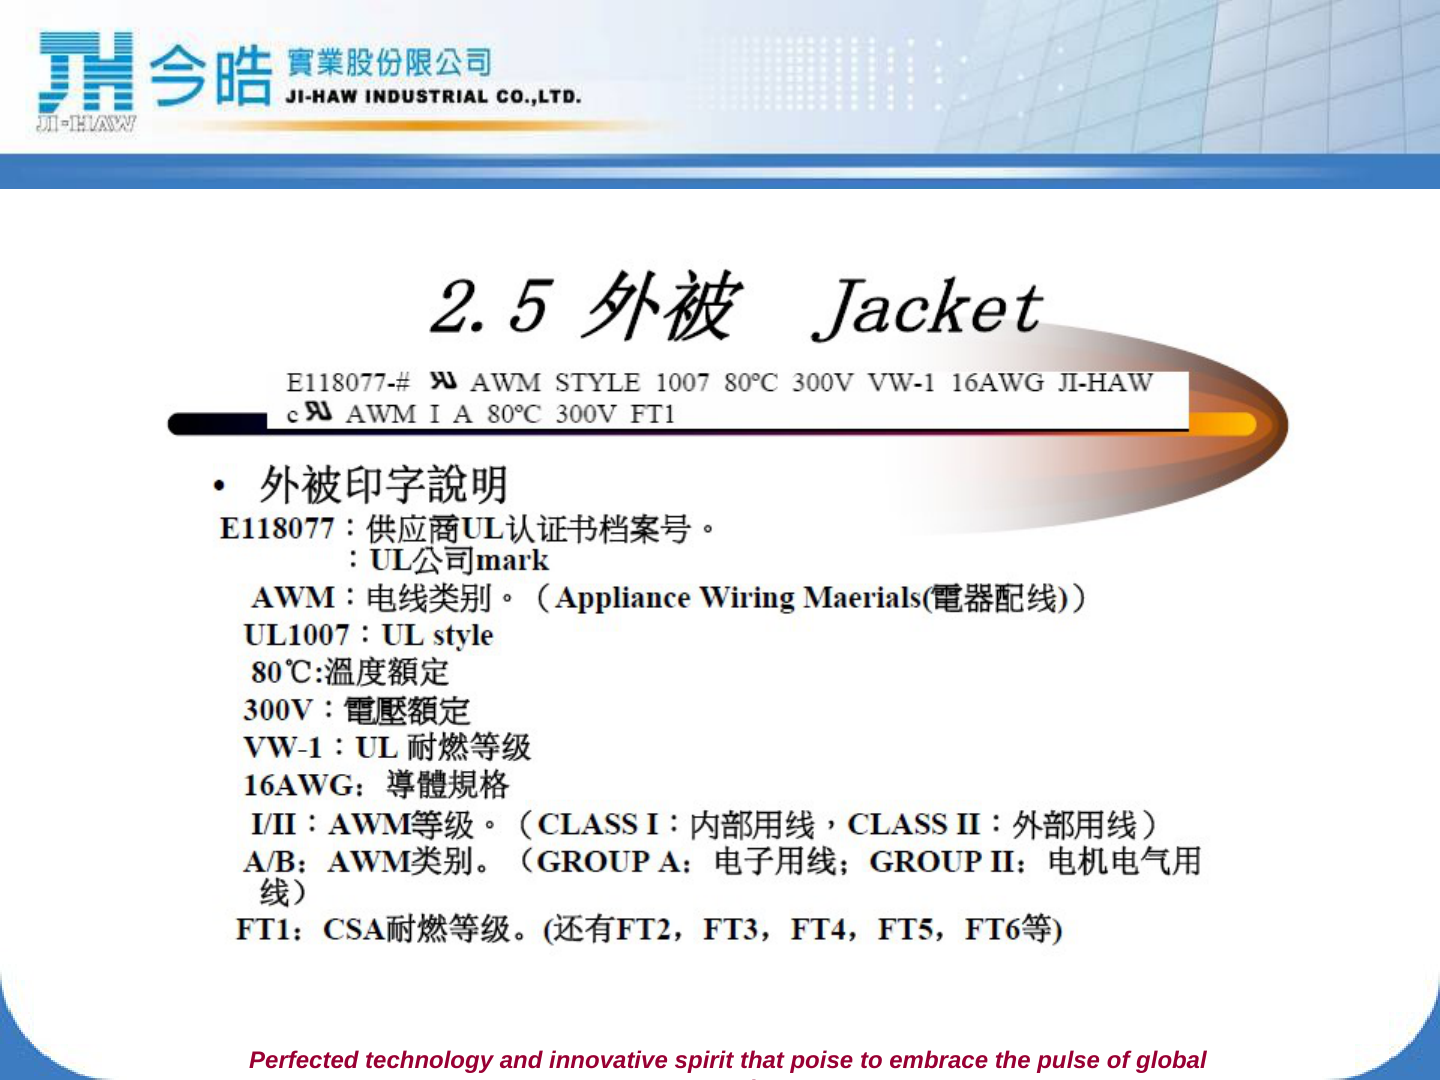 今皓 實業股份限公司
JI-HAW INDUSTRIAL CO.,LTD.
JI-HAW
2.5 外被 Jacket
E118077-# AWM STYLE 1007 80ºC 300V VW-1 16AWG JI-HAW
c AWM I A 80ºC 300V FT1
• 外被印字說明
E118077：供应商UL认证书档案号。
：UL公司mark
AWM：电线类别。（Appliance Wiring Maerials(電器配线)）
UL1007：UL style
80℃:溫度額定
300V：電壓額定
VW-1：UL 耐燃等级
16AWG：導體規格
I/II：AWM等级。（CLASS I：内部用线，CLASS II：外部用线）
A/B：AWM类别。（GROUP A：电子用线；GROUP II：电机电气用
线）
FT1：CSA耐燃等级。(还有FT2，FT3，FT4，FT5，FT6等)
Perfected technology and innovative spirit that poise to embrace the pulse of global